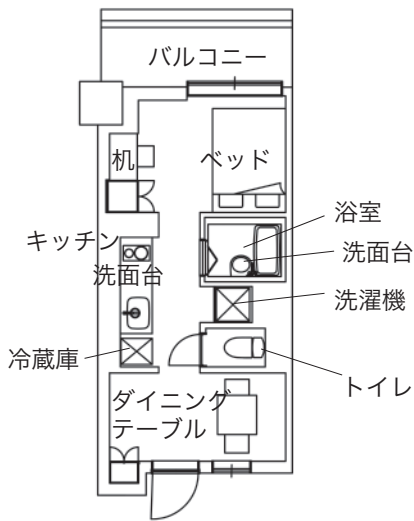 バルコニー
机
ベッド
浴室
キッチン
洗面台
洗面台
洗濯機
冷蔵庫
トイレ
ダイニング
テーブル